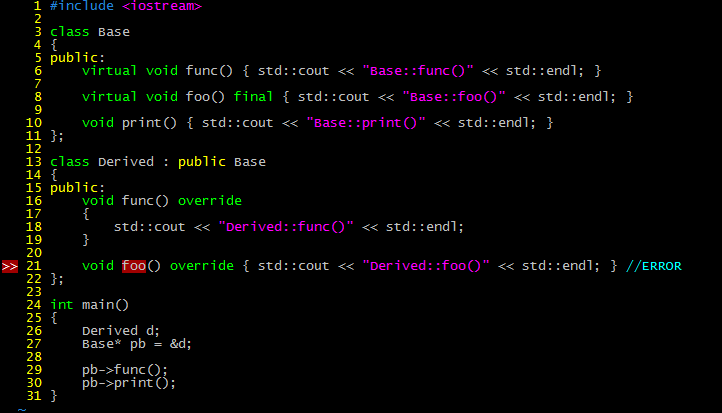 1 #include <iostream>
2
3 class Base
4 {
5 public:
6     virtual void func() { std::cout << "Base::func()" << std::endl; }
7
8     virtual void foo() final { std::cout << "Base::foo()" << std::endl; }
9
10     void print() { std::cout << "Base::print()" << std::endl; }
11 };
12
13 class Derived : public Base
14 {
15 public:
16     void func() override
17     {
18         std::cout << "Derived::func()" << std::endl;
19     }
20
>> 21     void foo() override { std::cout << "Derived::foo()" << std::endl; } //ERROR
22 };
23
24 int main()
25 {
26     Derived d;
27     Base* pb = &d;
28
29     pb->func();
30     pb->print();
31 }
~